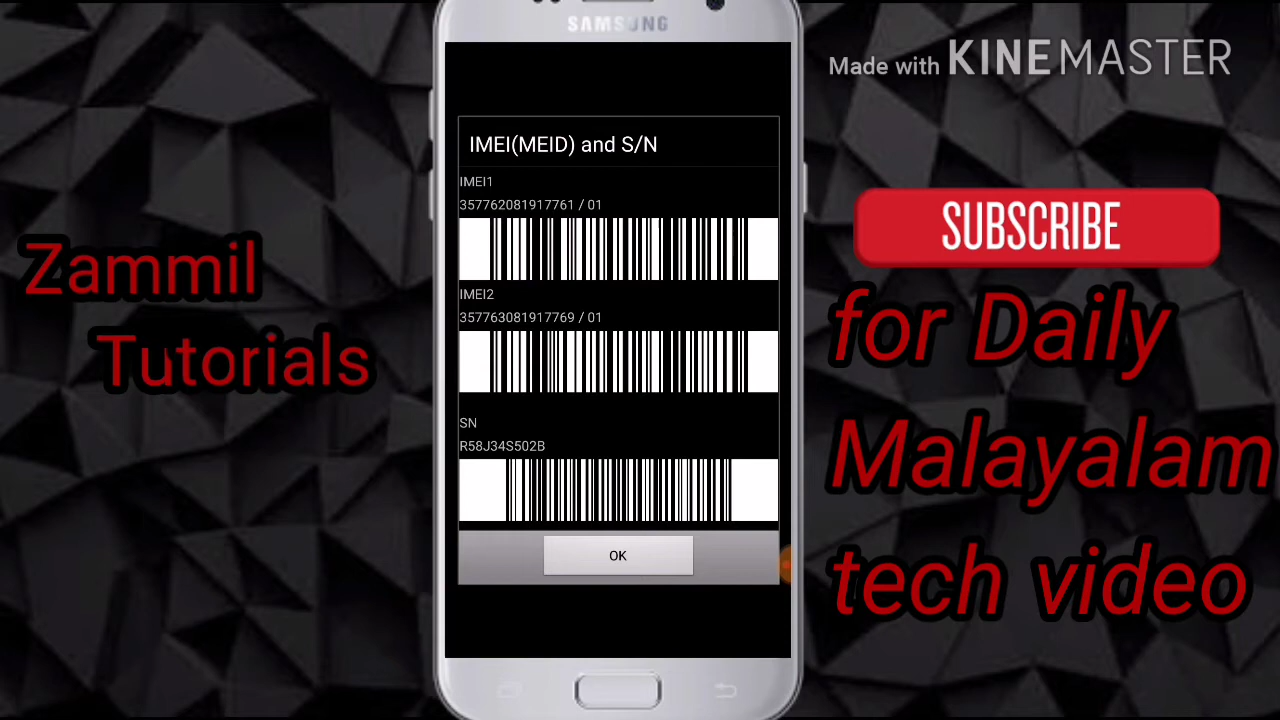 SAMSUNG
Made with KINEMASTER
IMEI(MEID) and S/N
IMEI1
357762081917761 / 01
IMEI2
357763081917769 / 01
SN
R58J34S502B
OK
Zammil
Tutorials
SUBSCRIBE
for Daily
Malayalam
tech video